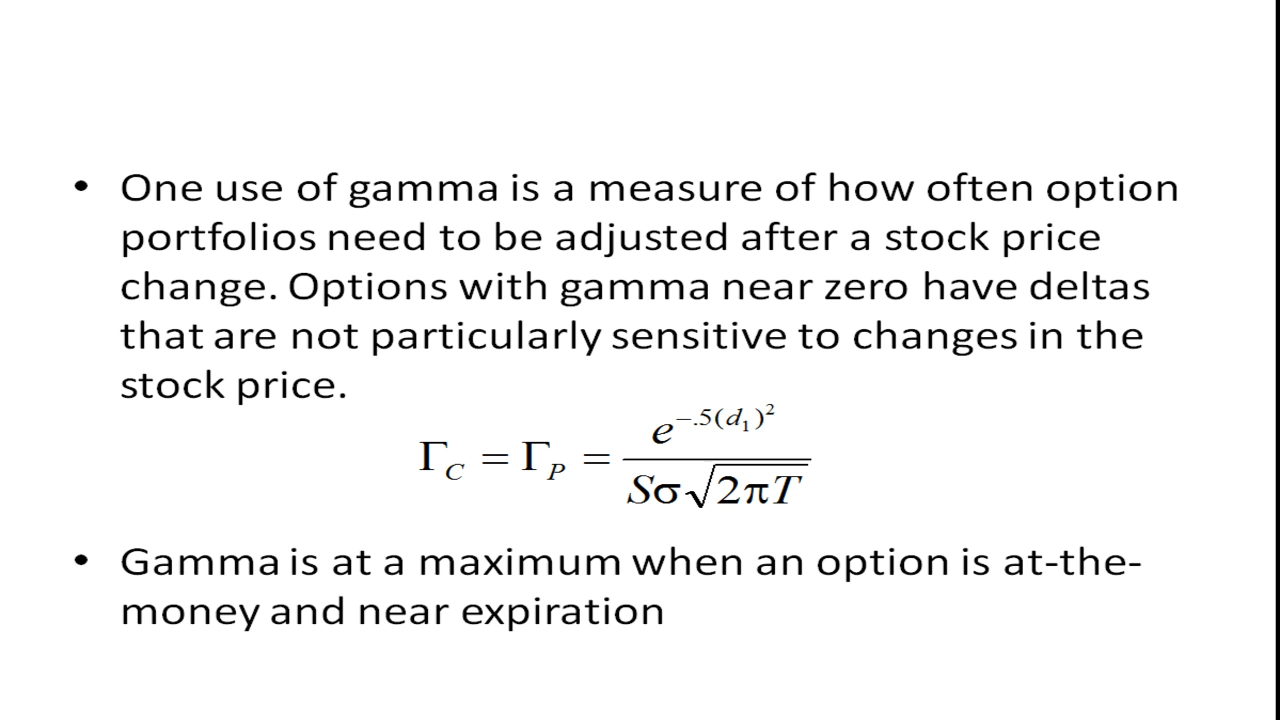 • One use of gamma is a measure of how often option
portfolios need to be adjusted after a stock price
change. Options with gamma near zero have deltas
that are not particularly sensitive to changes in the
stock price.
Γ_C = Γ_P = e^{-.5(d_1)^2} / Sσ√(2πT)
• Gamma is at a maximum when an option is at-the-
money and near expiration